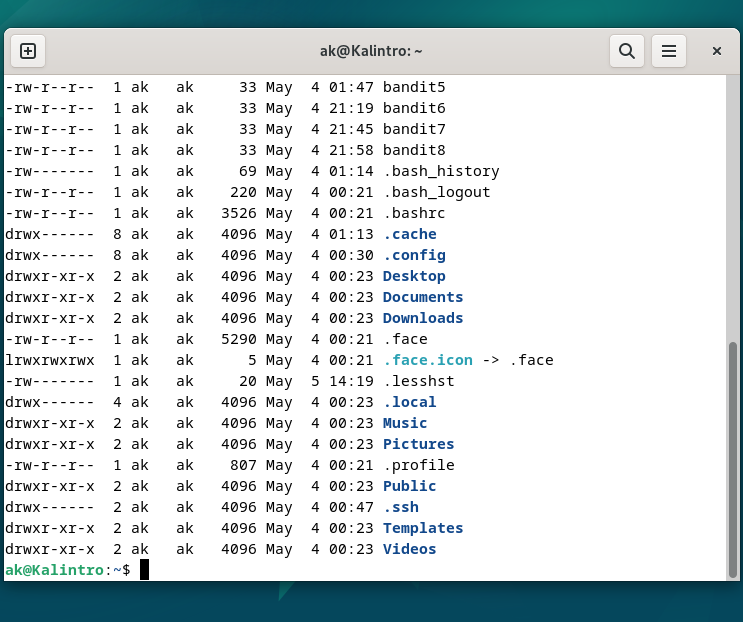 ak@Kalintro: ~
-rw-r--r--  1 ak   ak     33 May  4 01:47 bandit5
-rw-r--r--  1 ak   ak     33 May  4 21:19 bandit6
-rw-r--r--  1 ak   ak     33 May  4 21:45 bandit7
-rw-r--r--  1 ak   ak     33 May  4 21:58 bandit8
-rw-------  1 ak   ak     69 May  4 01:14 .bash_history
-rw-r--r--  1 ak   ak    220 May  4 00:21 .bash_logout
-rw-r--r--  1 ak   ak   3526 May  4 00:21 .bashrc
drwx------  8 ak   ak   4096 May  4 01:13 .cache
drwx------  8 ak   ak   4096 May  4 00:30 .config
drwxr-xr-x  2 ak   ak   4096 May  4 00:23 Desktop
drwxr-xr-x  2 ak   ak   4096 May  4 00:23 Documents
drwxr-xr-x  2 ak   ak   4096 May  4 00:23 Downloads
-rw-r--r--  1 ak   ak   5290 May  4 00:21 .face
lrwxrwxrwx  1 ak   ak      5 May  4 00:21 .face.icon -> .face
-rw-------  1 ak   ak     20 May  5 14:19 .lesshst
drwx------  4 ak   ak   4096 May  4 00:23 .local
drwxr-xr-x  2 ak   ak   4096 May  4 00:23 Music
drwxr-xr-x  2 ak   ak   4096 May  4 00:23 Pictures
-rw-r--r--  1 ak   ak    807 May  4 00:21 .profile
drwxr-xr-x  2 ak   ak   4096 May  4 00:23 Public
drwx------  2 ak   ak   4096 May  4 00:47 .ssh
drwxr-xr-x  2 ak   ak   4096 May  4 00:23 Templates
drwxr-xr-x  2 ak   ak   4096 May  4 00:23 Videos
ak@Kalintro:~$